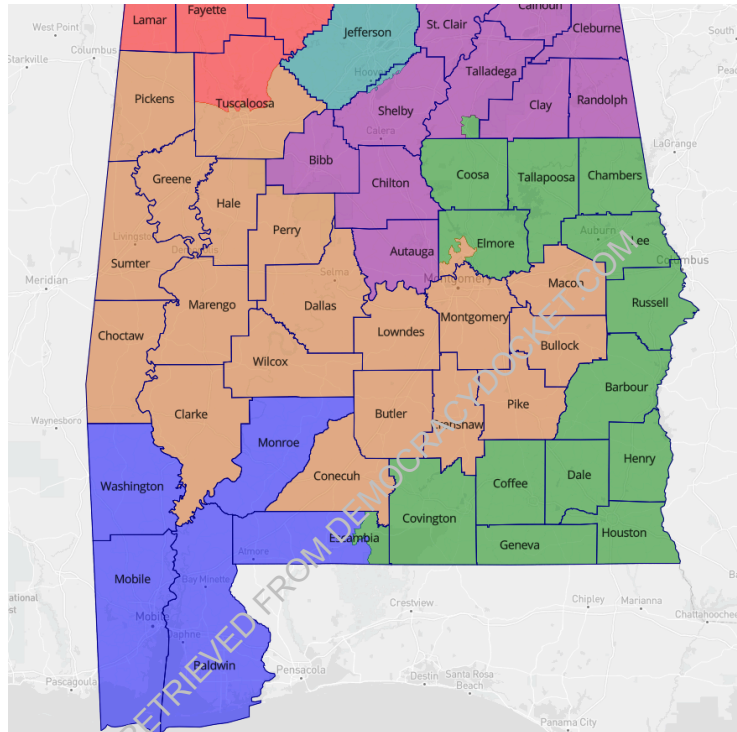 Lamar
Fayette
Jefferson
St. Clair
Calhoun
Cleburne
South
West Point
Columbus
Starkville
Hoover
Talladega
Pickens
Tuscaloosa
Shelby
Clay
Randolph
Calera
LaGrange
Bibb
Greene
Chilton
Coosa
Tallapoosa
Chambers
Hale
Perry
Livingston
Autauga
Elmore
Auburn
Lee
Sumter
Selma
Columbus
Meridian
Montgomery
Macon
Marengo
Dallas
Russell
Choctaw
Lowndes
Montgomery
Bullock
Wilcox
Barbour
Clarke
Butler
Crenshaw
Pike
Waynesboro
Monroe
Conecuh
Henry
Washington
Coffee
Dale
Covington
Escambia
Geneva
Houston
Atmore
Mobile
Bay Minette
Crestview
Chipley
Marianna
Chattahoochee
Mobile
Daphne
Baldwin
Pensacola
Destin
Santa Rosa
Beach
Pascagoula
Panama City
RETRIEVED FROM DEMOCRACYDOCKET.COM